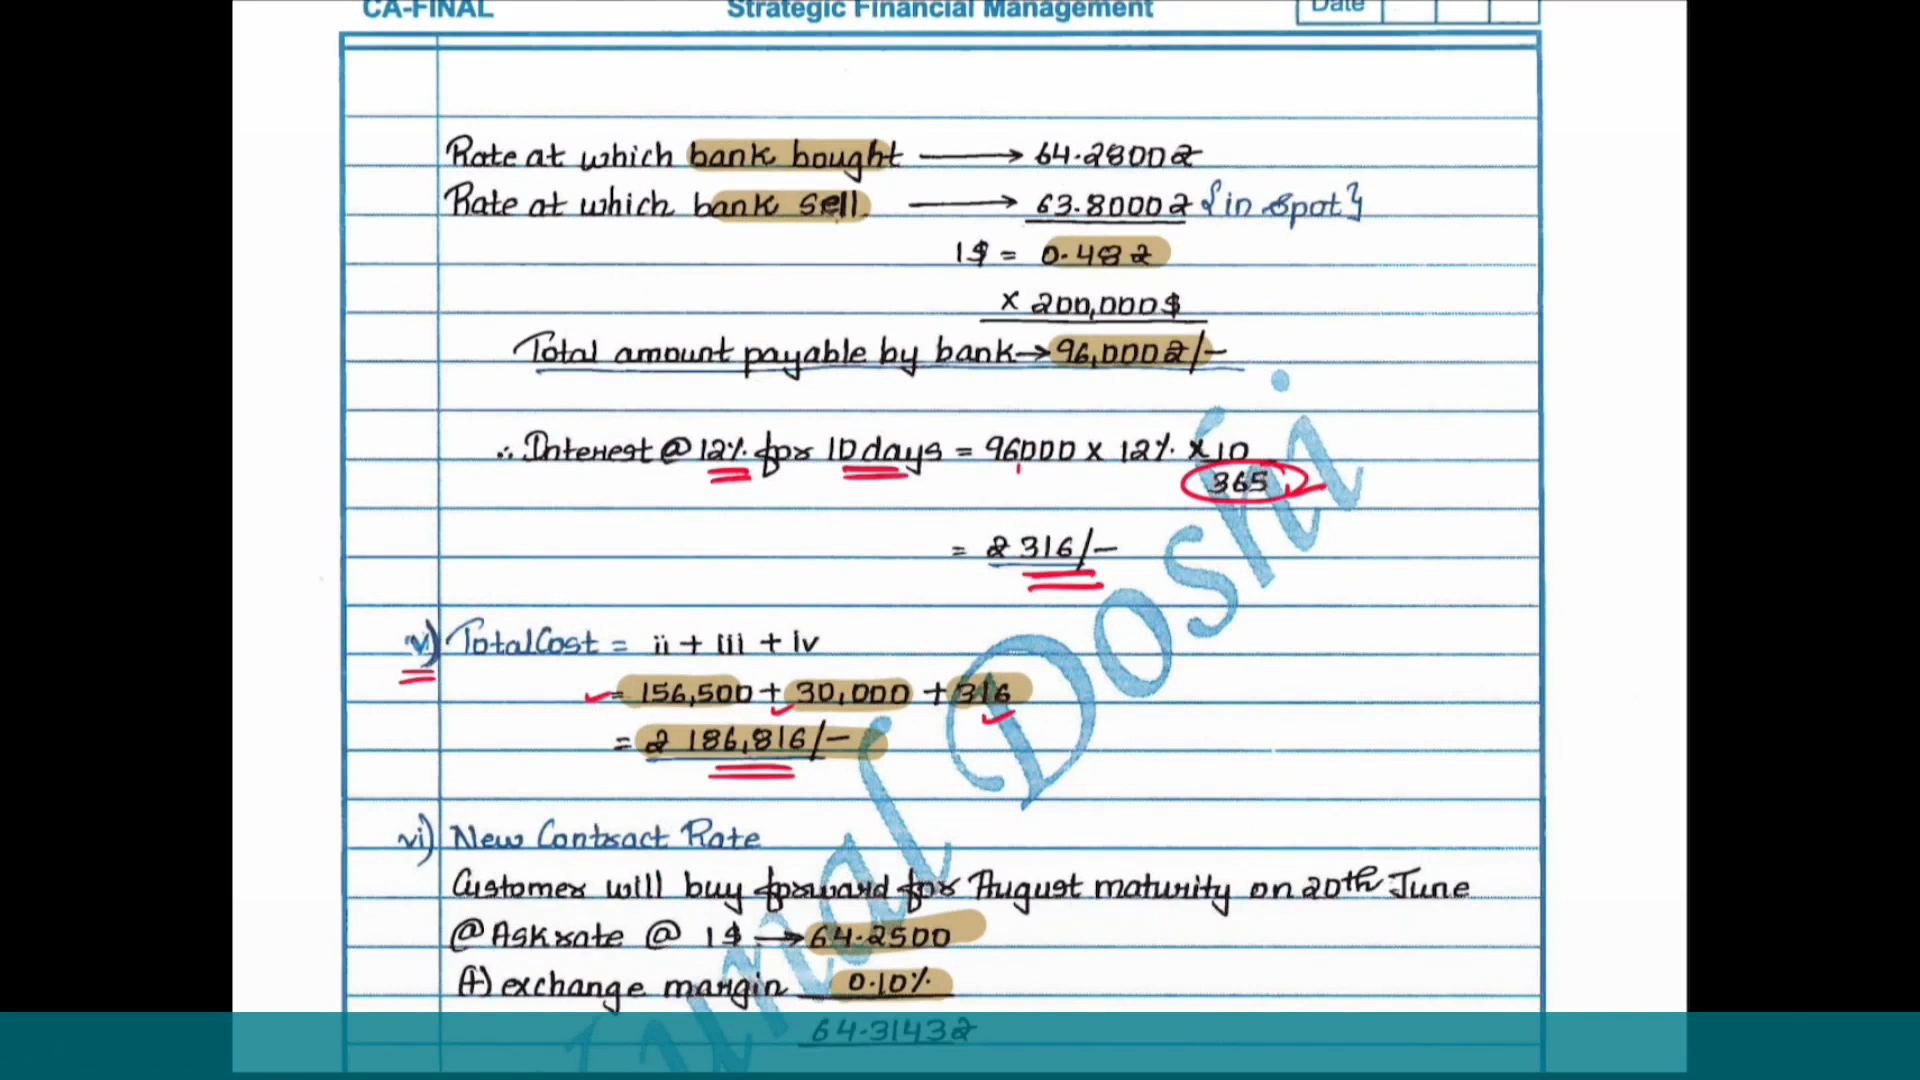 CA-FINAL Strategic Financial Management Date
Rate at which bank bought → 64.2800₹
Rate at which bank sell → 63.8000₹ {in spot}
1$ = 0.48₹
× 200,000$
Total amount payable by bank→ 96,000₹/–
∴ Interest @ 12% for 10 days = 96000 × 12% × 10
365
= ₹ 316/–
v) Total Cost = ii + iii + iv
= 156,500 + 30,000 + 316
= ₹ 186,816/–
vi) New Contract Rate
Customer will buy forward for August maturity on 20th June
@ Ask rate @ 1$ → 64.2500
(+) exchange margin 0.10%
64.3143₹
Doshi